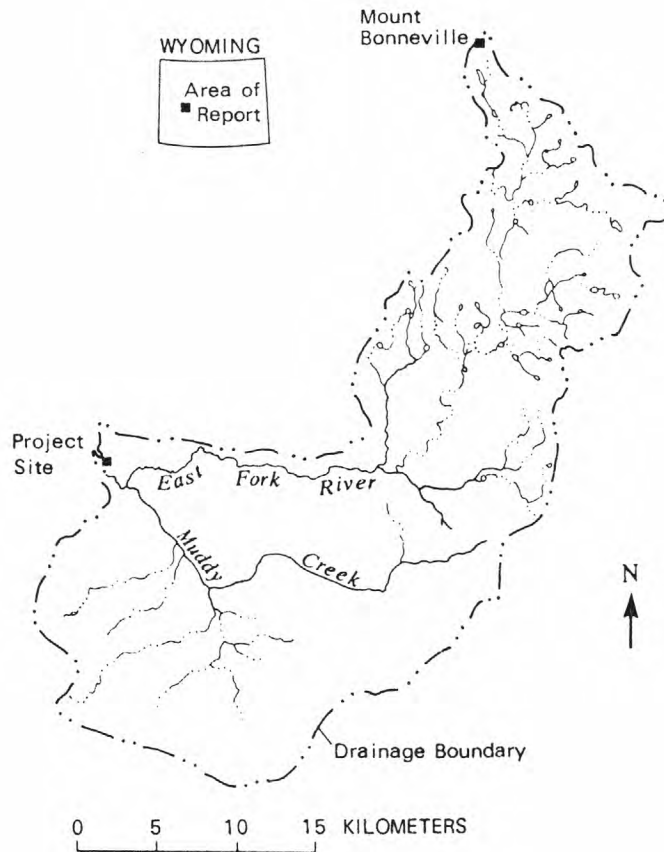 Mount
Bonneville
WYOMING
Area of
Report
Project
Site
East Fork River
Muddy Creek
N
Drainage Boundary
0 5 10 15 KILOMETERS